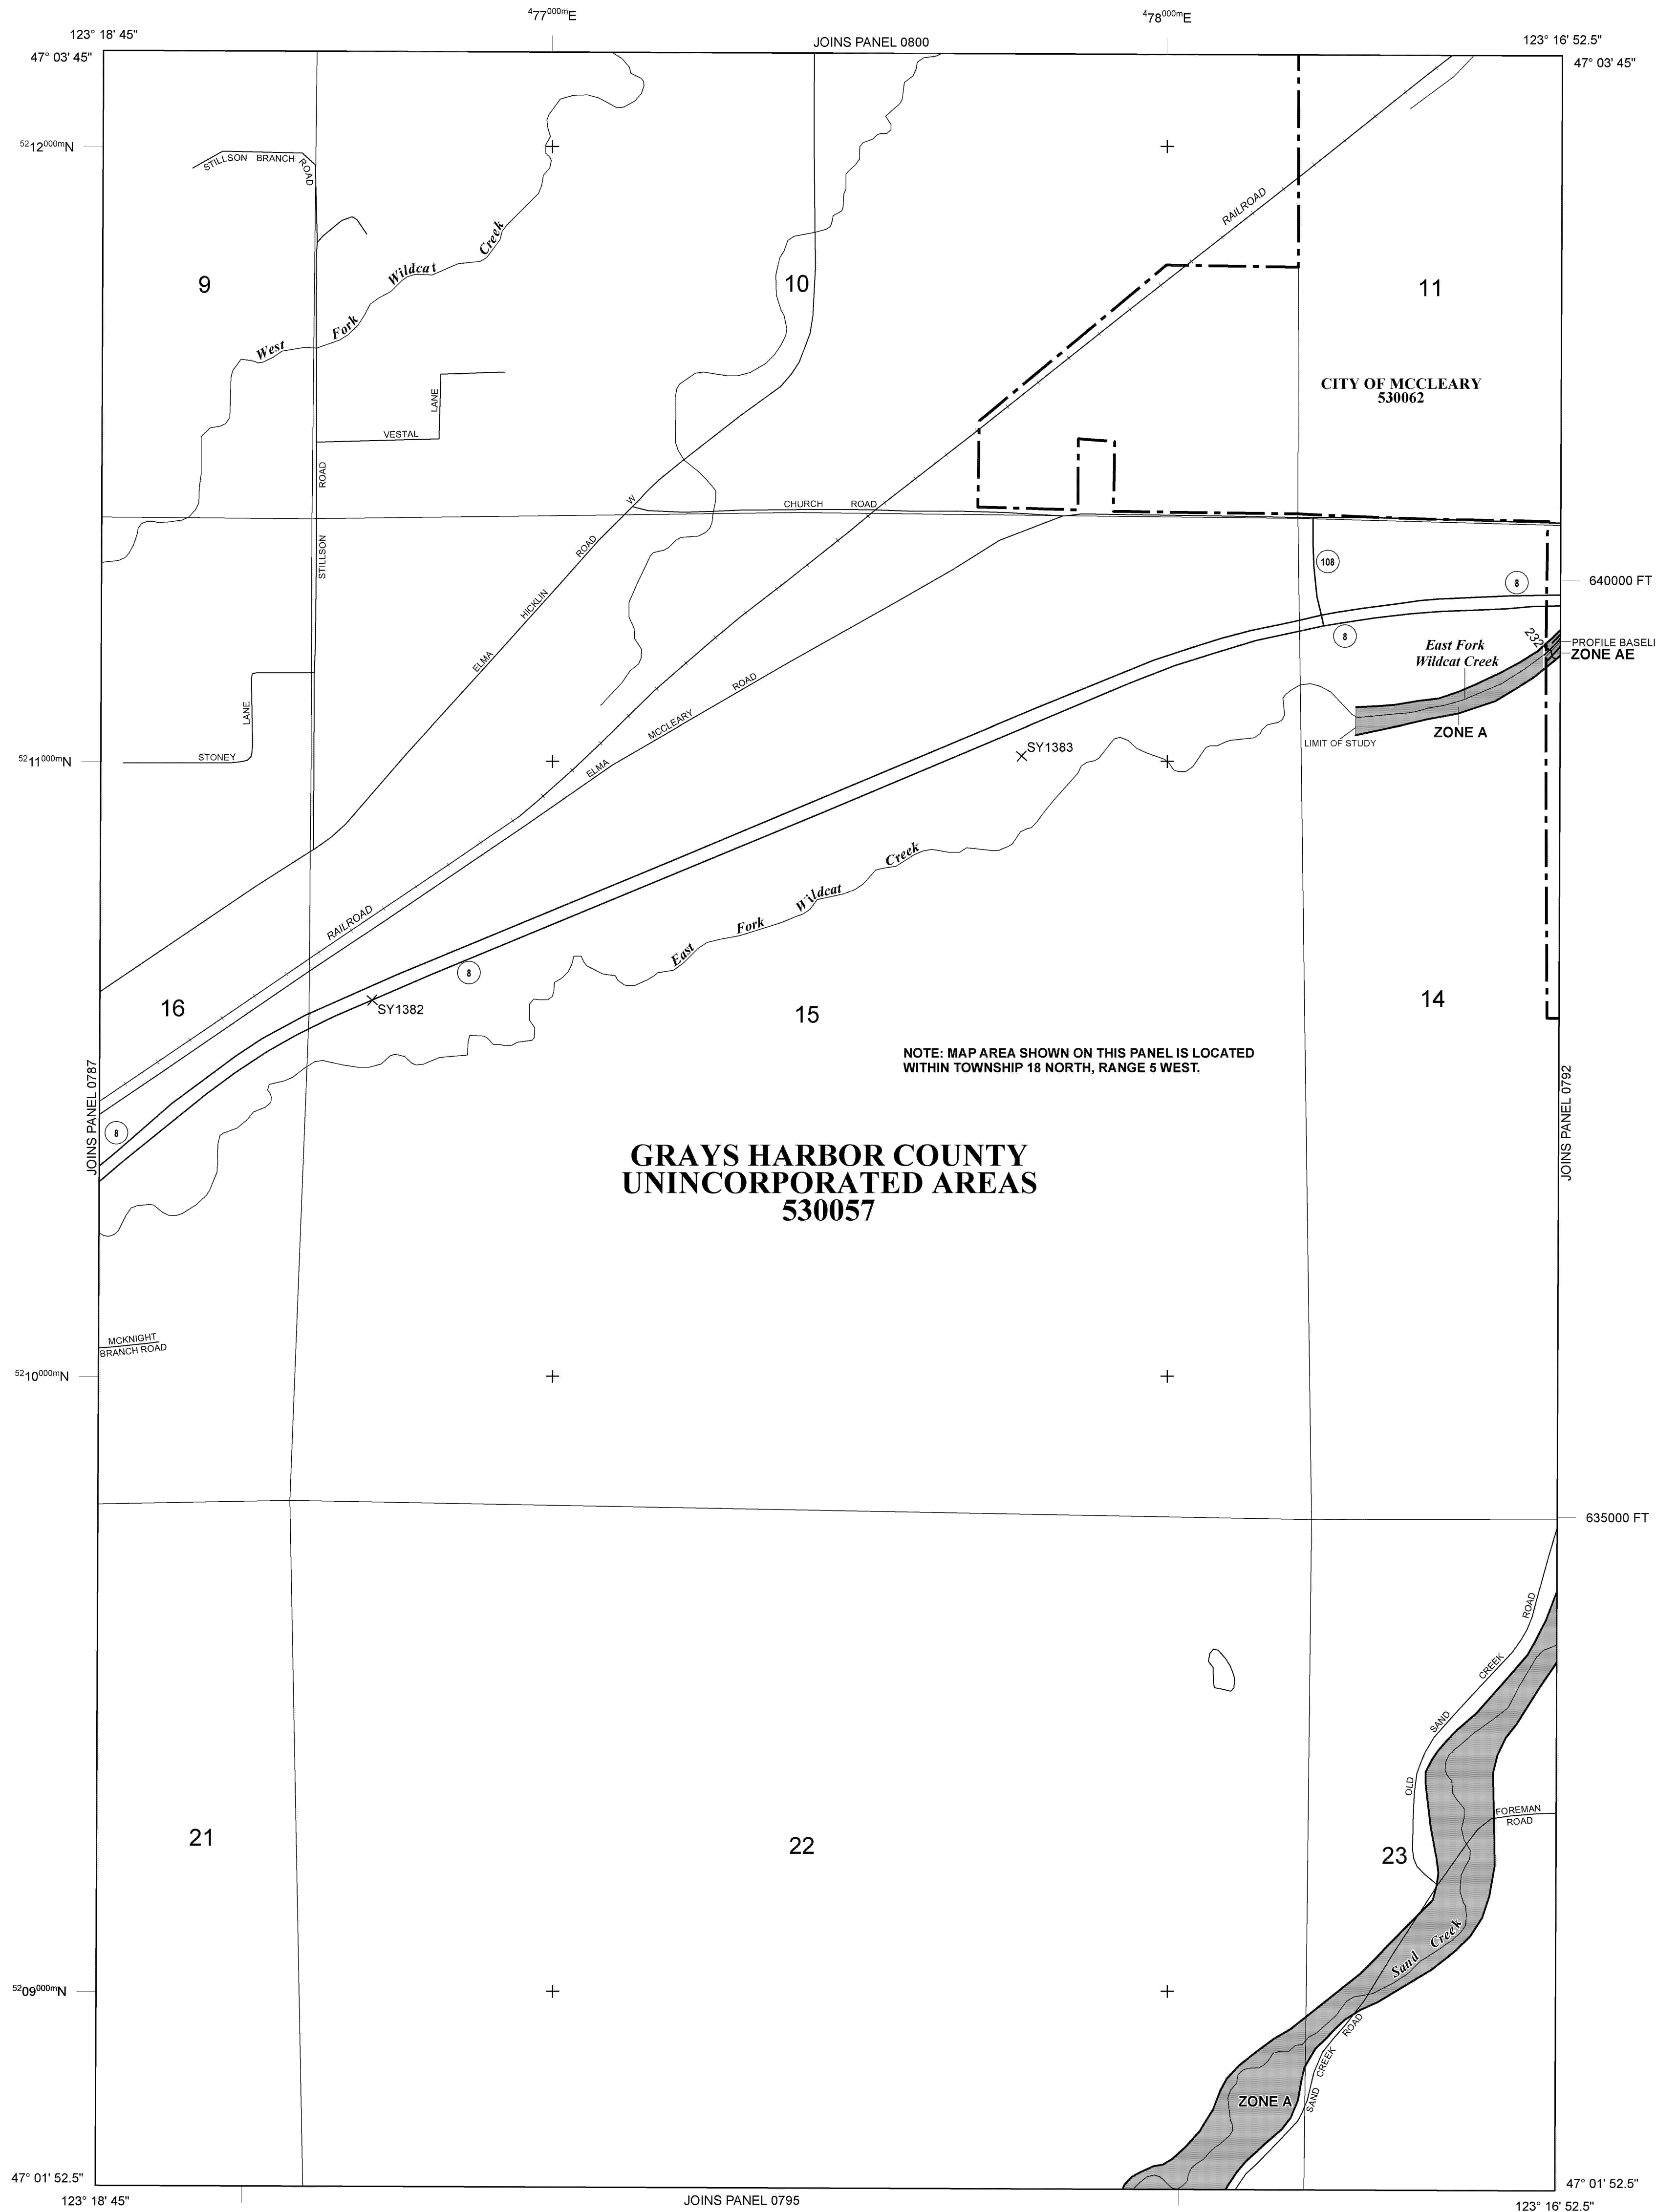 477000mE
478000mE
123° 18' 45"
JOINS PANEL 0800
123° 16' 52.5"
47° 03' 45"
47° 03' 45"
5212000mN
STILLSON BRANCH ROAD
RAILROAD
West Fork Wildcat Creek
9
10
11
CITY OF MCCLEARY
530062
LANE
VESTAL
ROAD
W
CHURCH ROAD
STILLSON
ROAD
HICKLIN
ELMA
108
8
640000 FT
8
East Fork
Wildcat Creek
232
PROFILE BASELI
ZONE AE
ZONE A
LIMIT OF STUDY
LANE
STONEY
5211000mN
ROAD
MCCLEARY
ELMA
SY1383
East Fork Wildcat Creek
RAILROAD
8
SY1382
16
15
14
NOTE: MAP AREA SHOWN ON THIS PANEL IS LOCATED
WITHIN TOWNSHIP 18 NORTH, RANGE 5 WEST.
JOINS PANEL 0787
JOINS PANEL 0792
8
GRAYS HARBOR COUNTY
UNINCORPORATED AREAS
530057
MCKNIGHT
BRANCH ROAD
5210000mN
635000 FT
ROAD
CREEK
SAND
OLD
FOREMAN
ROAD
21
22
23
Sand Creek
5209000mN
ROAD
CREEK
SAND
ZONE A
47° 01' 52.5"
47° 01' 52.5"
123° 18' 45"
JOINS PANEL 0795
123° 16' 52.5"